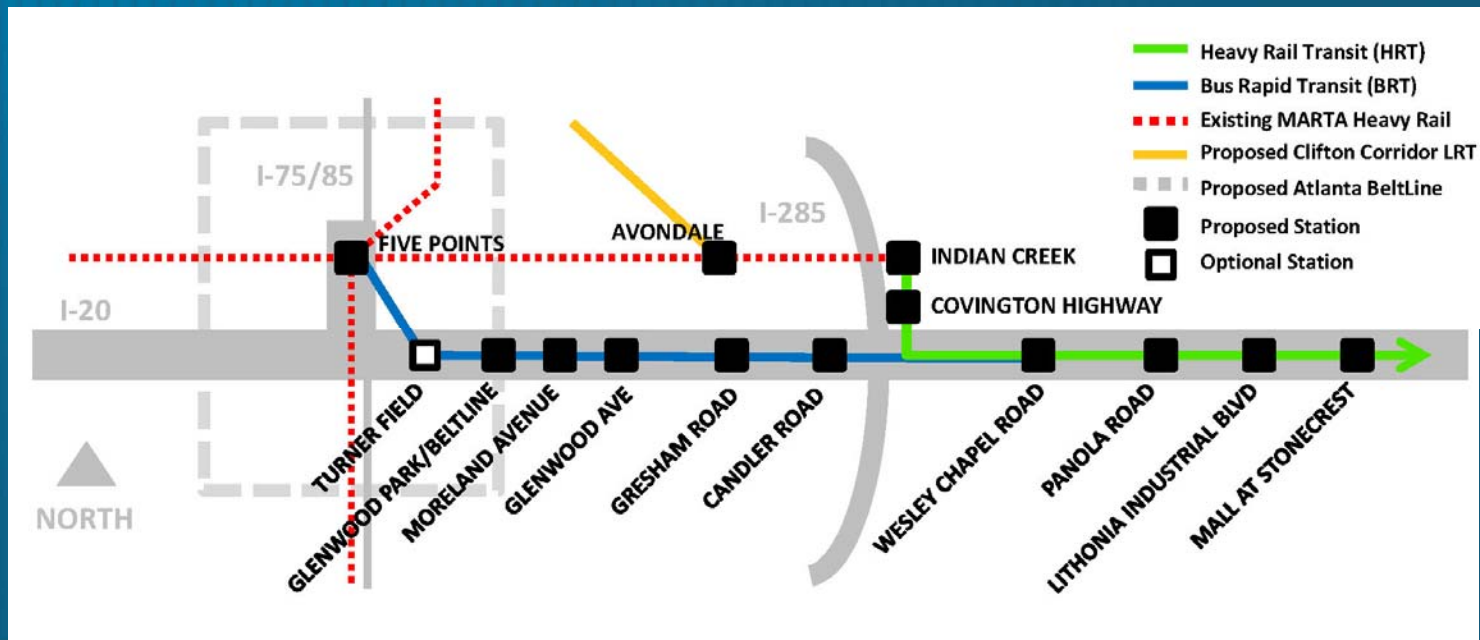 Heavy Rail Transit (HRT)
Bus Rapid Transit (BRT)
Existing MARTA Heavy Rail
Proposed Clifton Corridor LRT
Proposed Atlanta BeltLine
Proposed Station
Optional Station
I-75/85
I-285
I-20
FIVE POINTS
AVONDALE
INDIAN CREEK
COVINGTON HIGHWAY
TURNER FIELD
GLENWOOD PARK/BELTLINE
MORELAND AVENUE
GLENWOOD AVE
GRESHAM ROAD
CANDLER ROAD
WESLEY CHAPEL ROAD
PANOLA ROAD
LITHONIA INDUSTRIAL BLVD
MALL AT STONECREST
NORTH